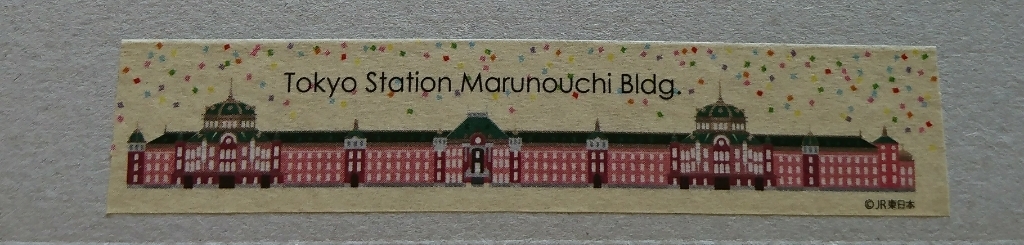 Tokyo Station Marunouchi Bldg.
©JR東日本